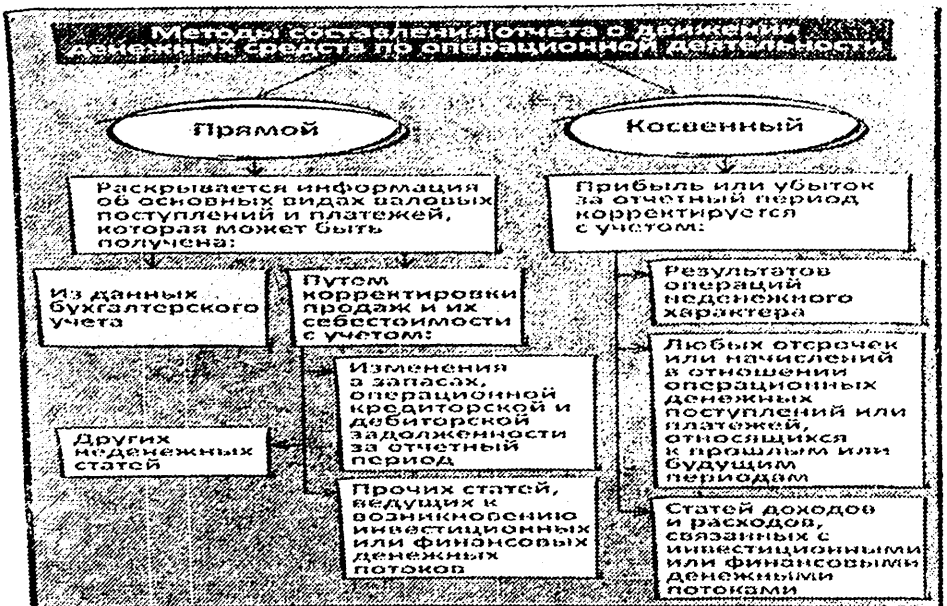 Методы составления отчета о движении
денежных средств по операционной деятельности
Прямой
Косвенный
Раскрывается информация
об основных видах валовых
поступлений и платежей,
которая может быть
получена:
Из данных
бухгалтерского
учета
Путем
корректировки
продаж и их
себестоимости
с учетом:
Изменения
а запасах,
операционной
кредиторской и
дебиторской
задолженности
за отчетный
период
Других
неденежных
статей
Прочих статей,
ведущих к
возникновению
инвестиционных
или финансовых
денежных
потоков
Прибыль или убыток
за отчетный период
корректируется
с учетом:
Результатов
операций
неденежного
характера
Любых отсрочек
или начислений
в отношении
операционных
денежных
поступлений или
платежей,
относящихся
к прошлым или
будущим
периодам
Статей доходов
и расходов,
связанных с
инвестиционными
или финансовыми
денежными
потоками